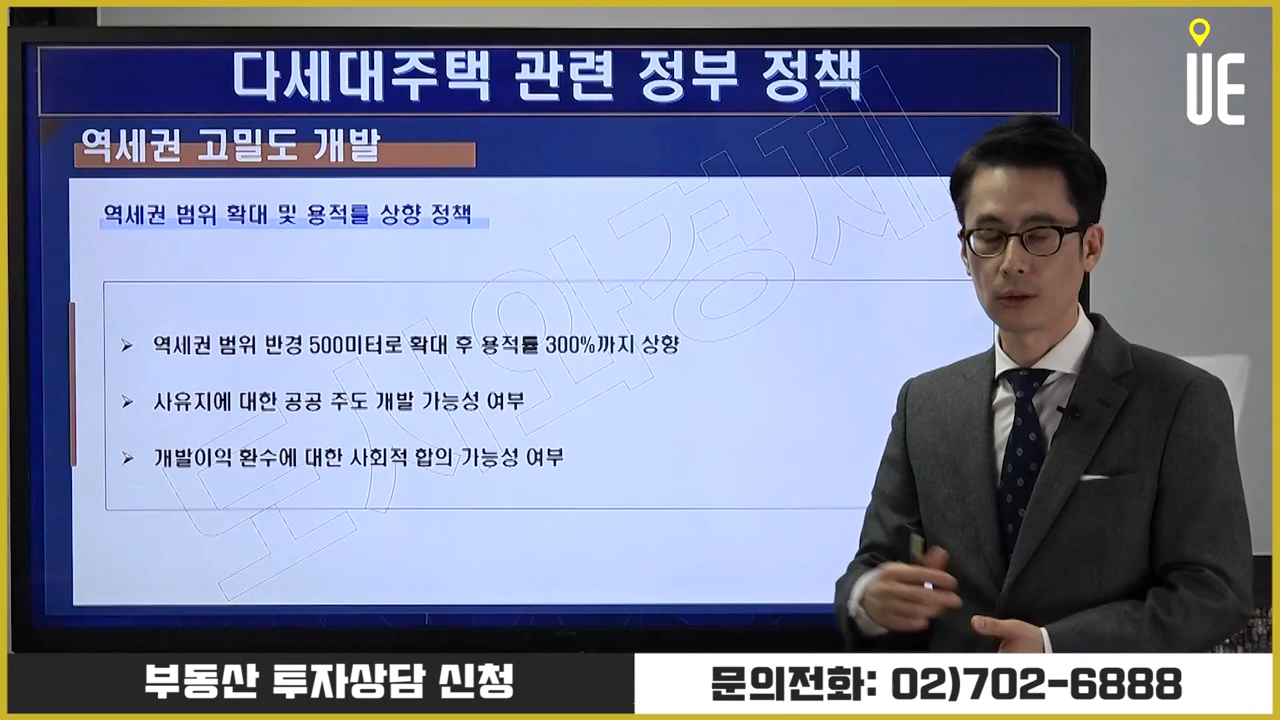 다세대주택 관련 정부 정책
UE
역세권 고밀도 개발
역세권 범위 확대 및 용적률 상향 정책
➢ 역세권 범위 반경 500미터로 확대 후 용적률 300%까지 상향
➢ 사유지에 대한 공공 주도 개발 가능성 여부
➢ 개발이익 환수에 대한 사회적 합의 가능성 여부
도시와경제
부동산 투자상담 신청
문의전화: 02)702-6888